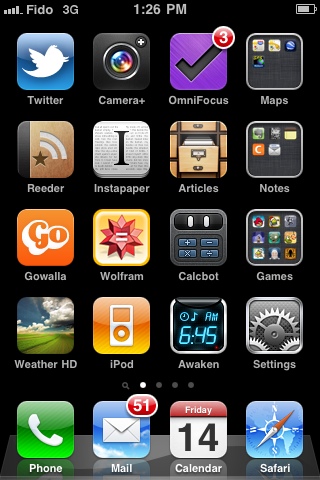 Fido 3G 1:26 PM
3
Twitter Camera+ OmniFocus Maps
I
Reeder Instapaper Articles Notes
Go
Gowalla Wolfram Calcbot Games
AM
6:45
Weather HD iPod Awaken Settings
51
Friday
14
Phone Mail Calendar Safari